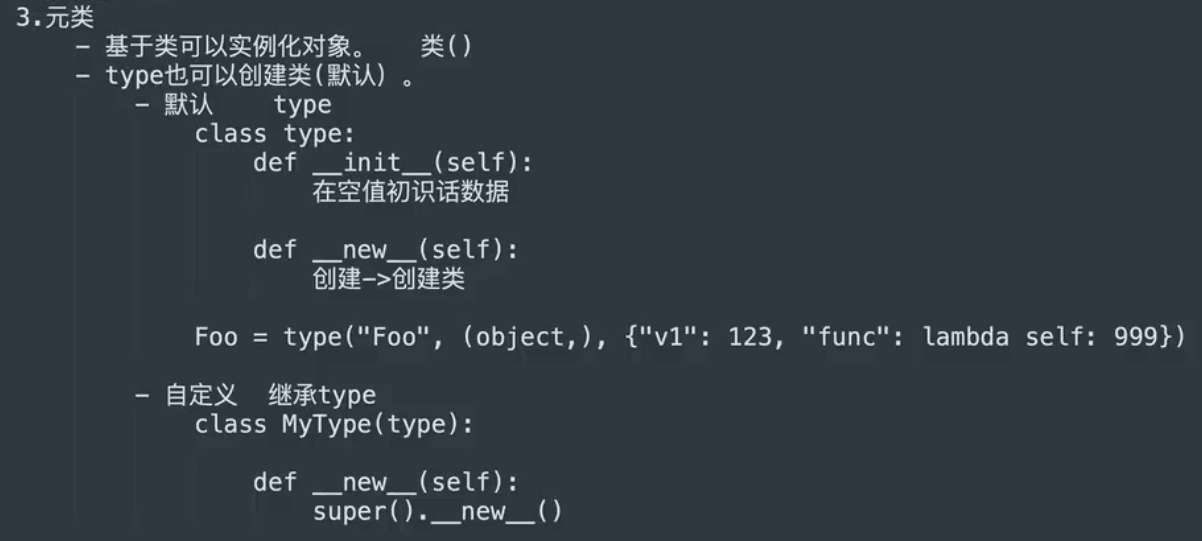 3.元类
- 基于类可以实例化对象。 类()
- type也可以创建类(默认) 。
- 默认 type
class type:
def __init__(self):
在空值初识话数据
def __new__(self):
创建->创建类
Foo = type("Foo", (object,), {"v1": 123, "func": lambda self: 999})
- 自定义 继承type
class MyType(type):
def __new__(self):
super().__new__()